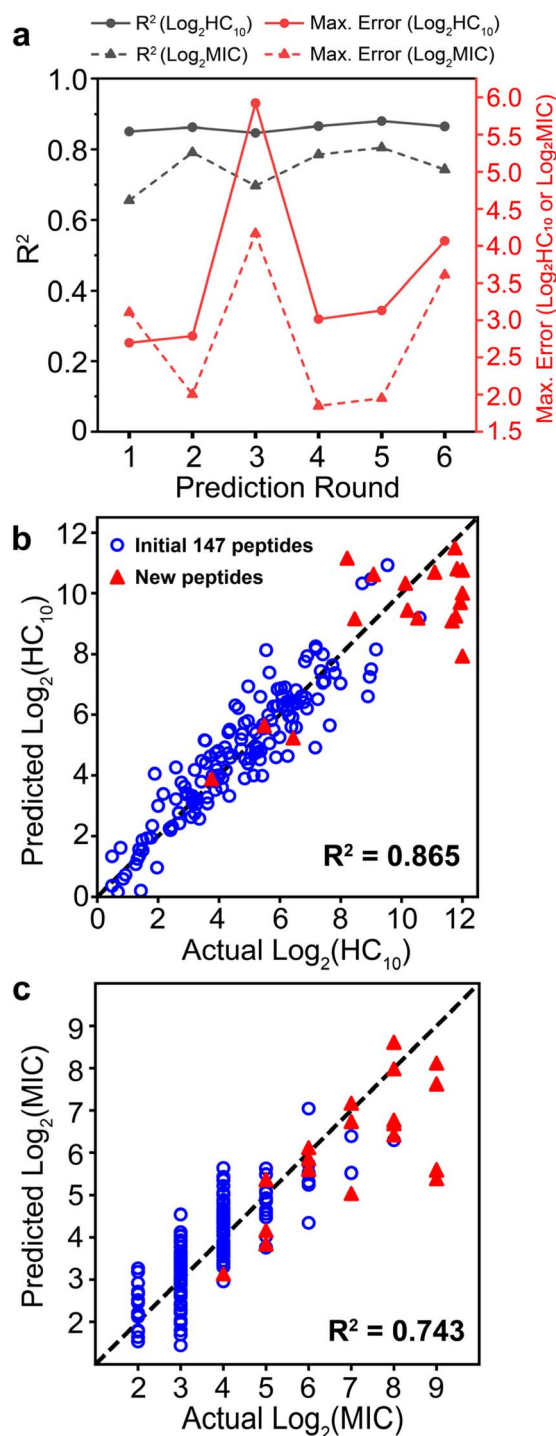 a
R² (Log₂HC₁₀) Max. Error (Log₂HC₁₀)
R² (Log₂MIC) Max. Error (Log₂MIC)
1.0
0.8
0.6
0.4
0.2
0
R²
6.0
5.5
5.0
4.5
4.0
3.5
3.0
2.5
2.0
1.5
Max. Error (Log₂HC₁₀ or Log₂MIC)
1 2 3 4 5 6
Prediction Round
b
Initial 147 peptides
New peptides
12
10
8
6
4
2
0
Predicted Log₂(HC₁₀)
R² = 0.865
0 2 4 6 8 10 12
Actual Log₂(HC₁₀)
c
9
8
7
6
5
4
3
2
Predicted Log₂(MIC)
R² = 0.743
2 3 4 5 6 7 8 9
Actual Log₂(MIC)